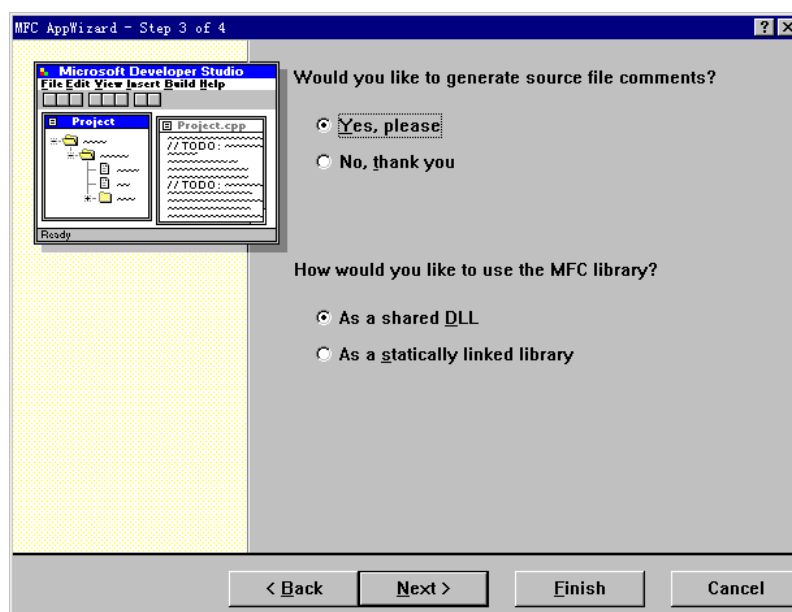 MFC AppWizard - Step 3 of 4
Microsoft Developer Studio
File Edit View Insert Build Help
Project
Project.cpp
//TODO:
//TODO:
Ready
Would you like to generate source file comments?
Yes, please
No, thank you
How would you like to use the MFC library?
As a shared DLL
As a statically linked library
< Back
Next >
Finish
Cancel